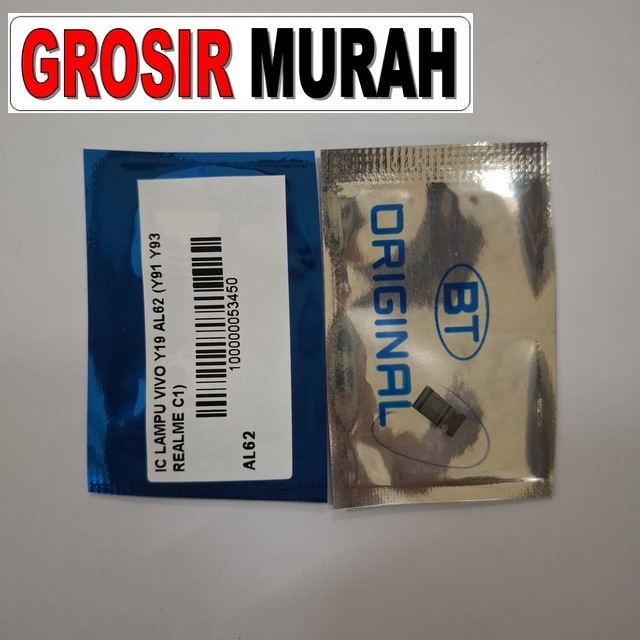 GROSIR MURAH
IC LAMPU VIVO Y19 AL62 (Y91 Y93
REALME C1)
100000053450
AL62
BT
ORIGINAL